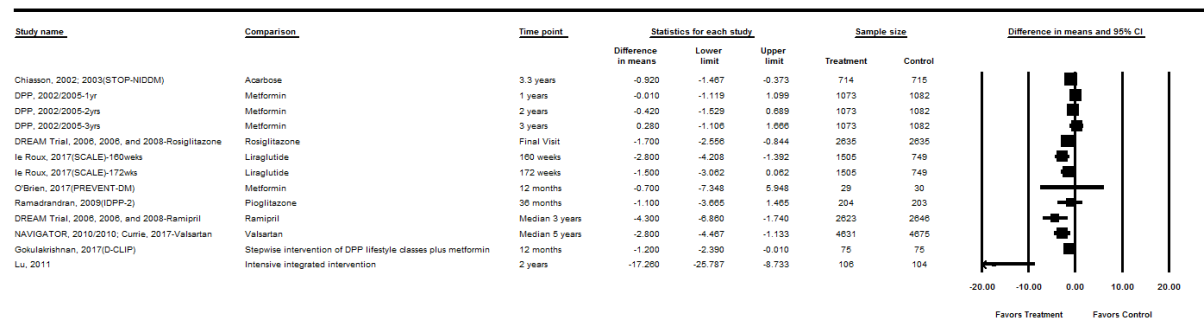 Study name Comparison Time point Statistics for each study Sample size Difference in means and 95% CI
Difference in means Lower limit Upper limit Treatment Control
Chiasson, 2002; 2003(STOP-NIDDM) Acarbose 3.3 years -0.920 -1.467 -0.373 714 715
DPP, 2002/2005-1yr Metformin 1 years -0.010 -1.119 1.099 1073 1082
DPP, 2002/2005-2yrs Metformin 2 years -0.420 -1.529 0.689 1073 1082
DPP, 2002/2005-3yrs Metformin 3 years 0.280 -1.106 1.666 1073 1082
DREAM Trial, 2006, 2006, and 2008-Rosiglitazone Rosiglitazone Final Visit -1.700 -2.556 -0.844 2635 2635
le Roux, 2017(SCALE)-160weks Liraglutide 160 weeks -2.800 -4.208 -1.392 1505 749
le Roux, 2017(SCALE)-172wks Liraglutide 172 weeks -1.500 -3.062 0.062 1505 749
O'Brien, 2017(PREVENT-DM) Metformin 12 months -0.700 -7.348 5.948 29 30
Ramadrandran, 2009(IDPP-2) Pioglitazone 36 months -1.100 -3.665 1.465 204 203
DREAM Trial, 2006, 2006, and 2008-Ramipril Ramipril Median 3 years -4.300 -6.860 -1.740 2623 2646
NAVIGATOR, 2010/2010; Currie, 2017-Valsartan Valsartan Median 5 years -2.800 -4.467 -1.133 4631 4675
Gokulakrishnan, 2017(D-CLIP) Stepwise intervention of DPP lifestyle classes plus metformin 12 months -1.200 -2.390 -0.010 75 75
Lu, 2011 Intensive integrated intervention 2 years -17.260 -25.787 -8.733 106 104
-20.00 -10.00 0.00 10.00 20.00
Favors Treatment Favors Control